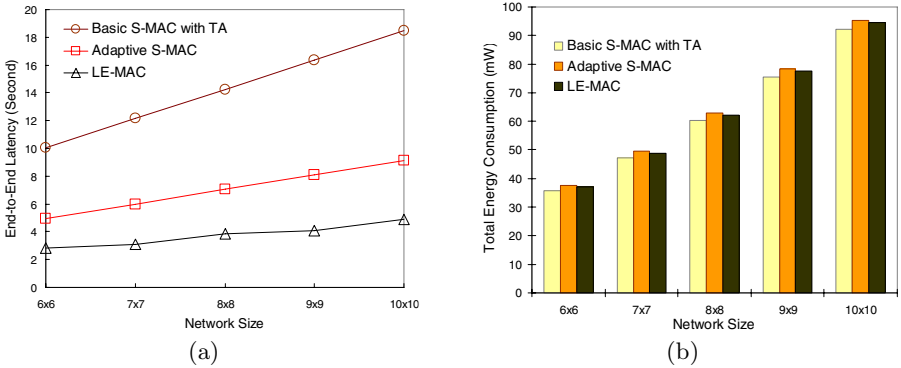 End-to-End Latency (Second)
20
18
16
14
12
10
8
6
4
2
0
Basic S-MAC with TA
Adaptive S-MAC
LE-MAC
6x6
7x7
8x8
9x9
10x10
Network Size
(a)
Total Energy Consumption (mW)
100
90
80
70
60
50
40
30
20
10
0
Basic S-MAC with TA
Adaptive S-MAC
LE-MAC
6x6
7x7
8x8
9x9
10x10
Network Size
(b)